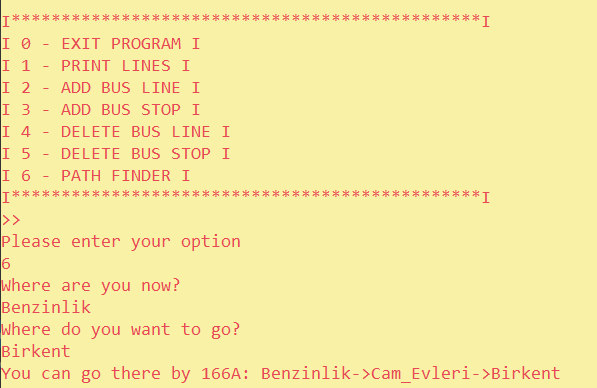 I***********************************************I
I 0 - EXIT PROGRAM I
I 1 - PRINT LINES I
I 2 - ADD BUS LINE I
I 3 - ADD BUS STOP I
I 4 - DELETE BUS LINE I
I 5 - DELETE BUS STOP I
I 6 - PATH FINDER I
I***********************************************I
>>
Please enter your option
6
Where are you now?
Benzinlik
Where do you want to go?
Birkent
You can go there by 166A: Benzinlik->Cam_Evleri->Birkent